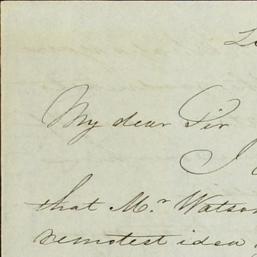 My dear Sir
I
that Mr. Watson
remotest idea